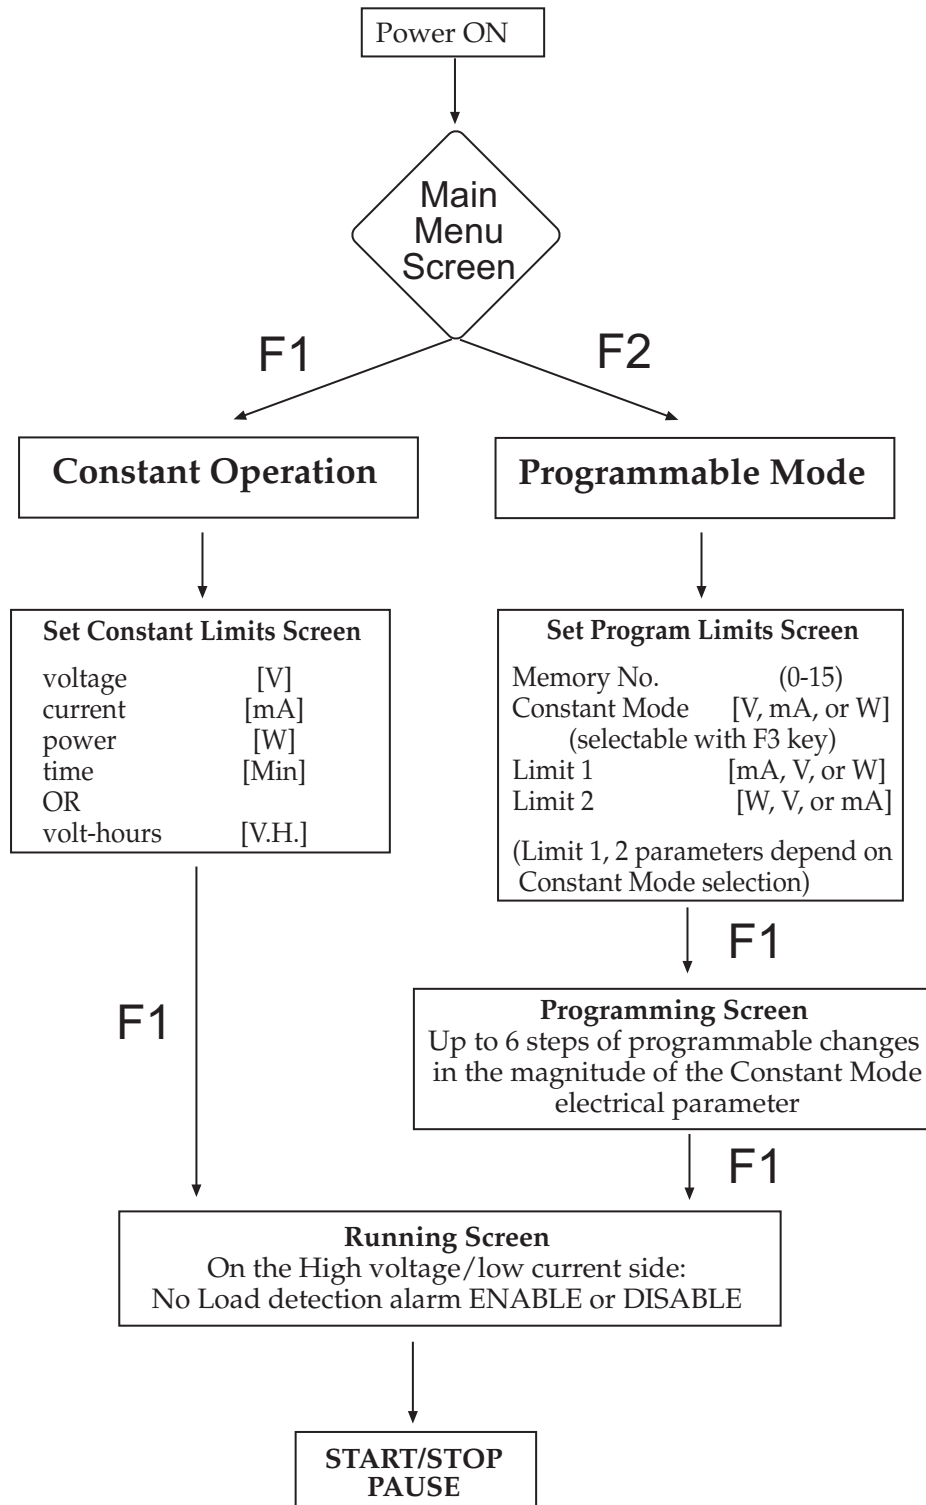 Power ON
Main
Menu
Screen
F1
F2
Constant Operation
Programmable Mode
Set Constant Limits Screen
voltage [V]
current [mA]
power [W]
time [Min]
OR
volt-hours [V.H.]
Set Program Limits Screen
Memory No. (0-15)
Constant Mode [V, mA, or W]
(selectable with F3 key)
Limit 1 [mA, V, or W]
Limit 2 [W, V, or mA]
(Limit 1, 2 parameters depend on
Constant Mode selection)
F1
F1
Programming Screen
Up to 6 steps of programmable changes
in the magnitude of the Constant Mode
electrical parameter
F1
Running Screen
On the High voltage/low current side:
No Load detection alarm ENABLE or DISABLE
START/STOP
PAUSE